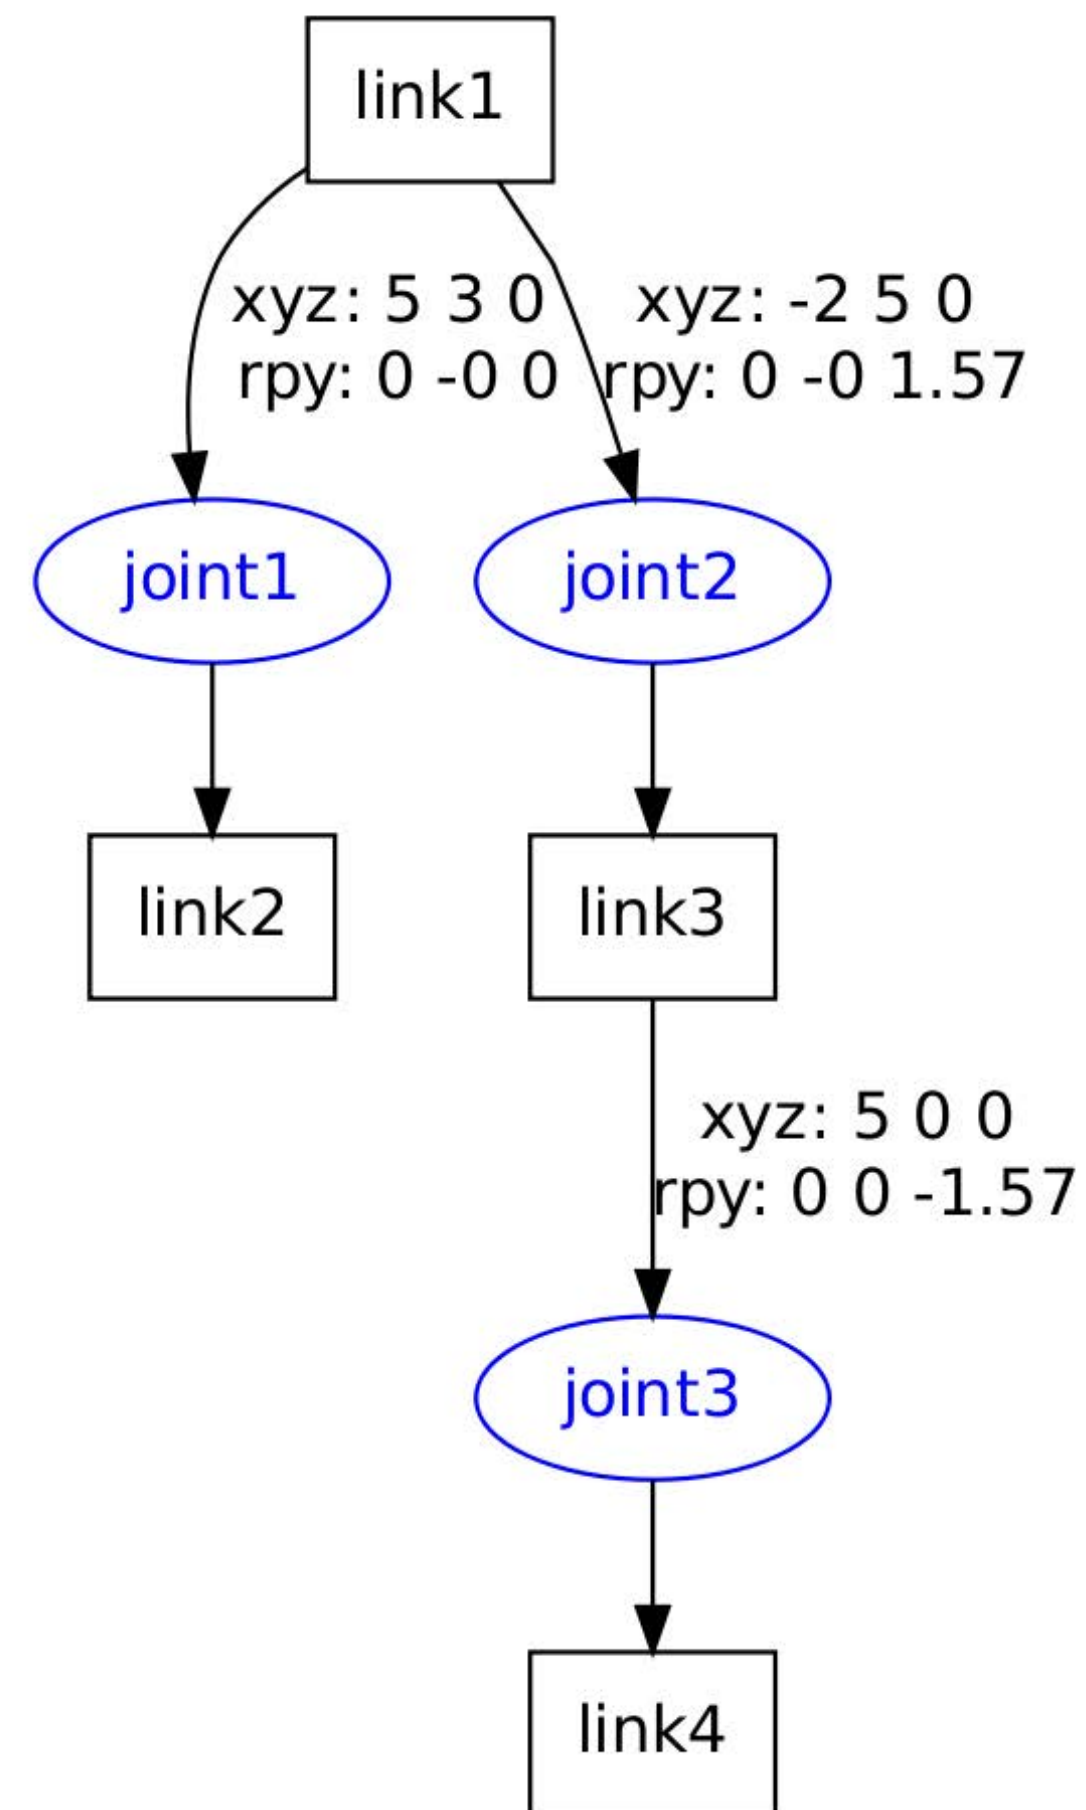 link1
xyz: 5 3 0
rpy: 0 -0 0
xyz: -2 5 0
rpy: 0 -0 1.57
joint1
joint2
link2
link3
xyz: 5 0 0
rpy: 0 0 -1.57
joint3
link4